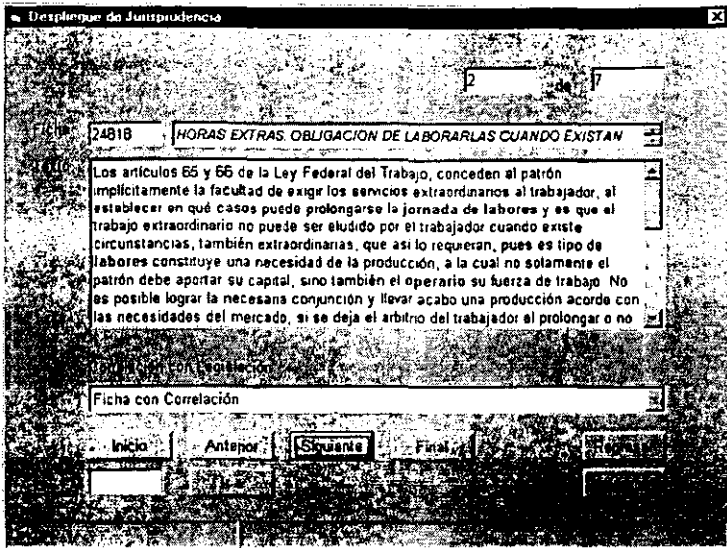 Despliegue de Jurisprudencia
2 de 7
Ficha 24818 HORAS EXTRAS. OBLIGACION DE LABORARLAS CUANDO EXISTAN
Texto
Los artículos 65 y 66 de la Ley Federal del Trabajo, conceden al patrón
implícitamente la facultad de exigir los servicios extraordinarios al trabajador, al
establecer en qué casos puede prolongarse la jornada de labores y es que el
trabajo extraordinario no puede ser eludido por el trabajador cuando existe
circunstancias, también extraordinarias, que asi lo requieran, pues es tipo de
labores constituye una necesidad de la producción, a la cual no solamente el
patrón debe aportar su capital, sino también el operario su fuerza de trabajo. No
es posible lograr la necesaria conjunción y llevar acabo una producción acorde con
las necesidades del mercado, si se deja el arbitrio del trabajador el prolongar o no
Correlación con Legislación
Ficha con Correlación
Inicio Anterior Siguiente Final